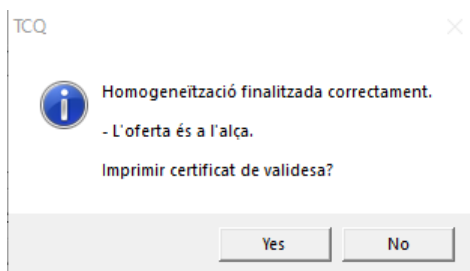 TCQ
Homogeneïtzació finalitzada correctament.
- L'oferta és a l'alça.
Imprimir certificat de validesa?
Yes
No